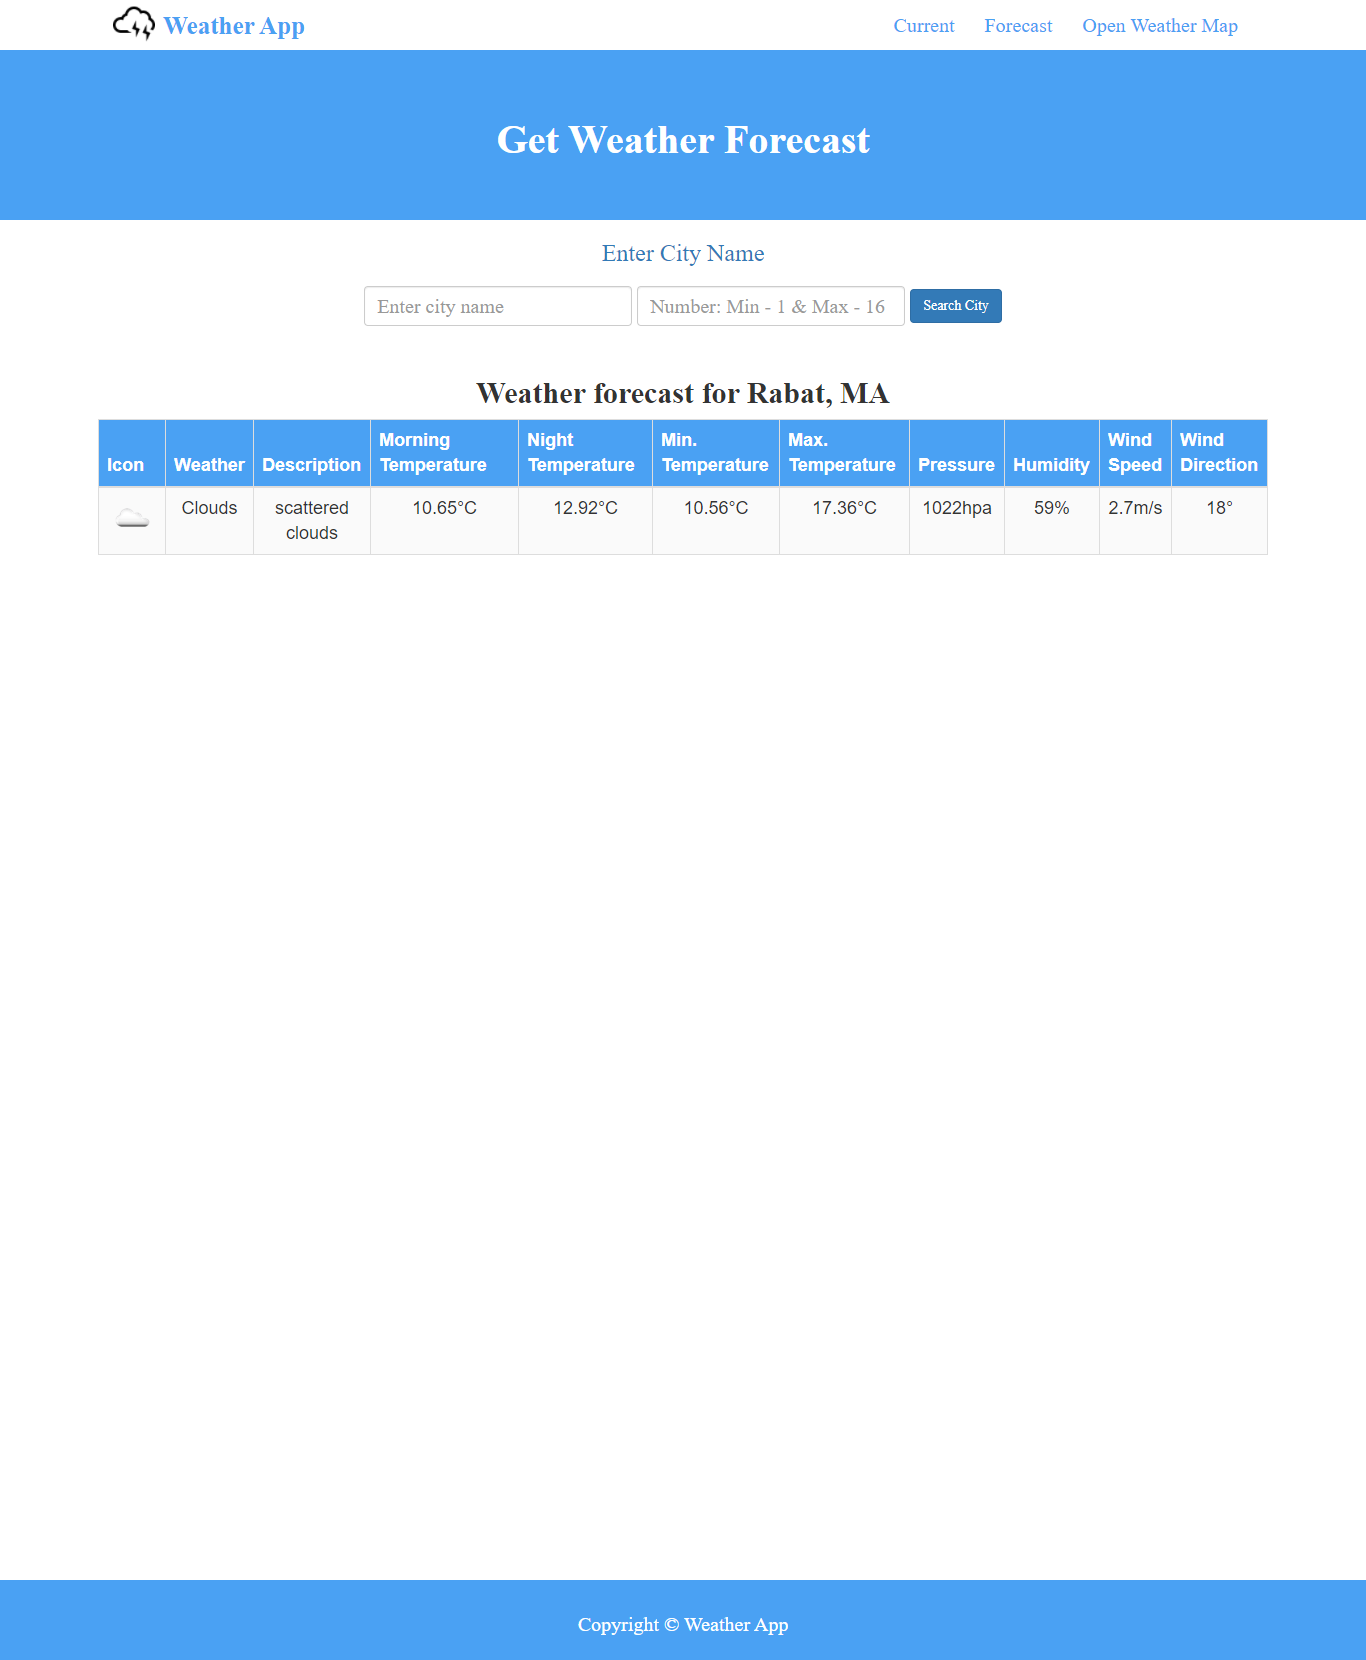 Weather App
Current Forecast Open Weather Map
Get Weather Forecast
Enter City Name
Enter city name
Number: Min - 1 & Max - 16
Search City
Weather forecast for Rabat, MA
Icon
Weather
Description
Morning
Temperature
Night
Temperature
Min.
Temperature
Max.
Temperature
Pressure
Humidity
Wind
Speed
Wind
Direction
Clouds
scattered
clouds
10.65°C
12.92°C
10.56°C
17.36°C
1022hpa
59%
2.7m/s
18°
Copyright © Weather App